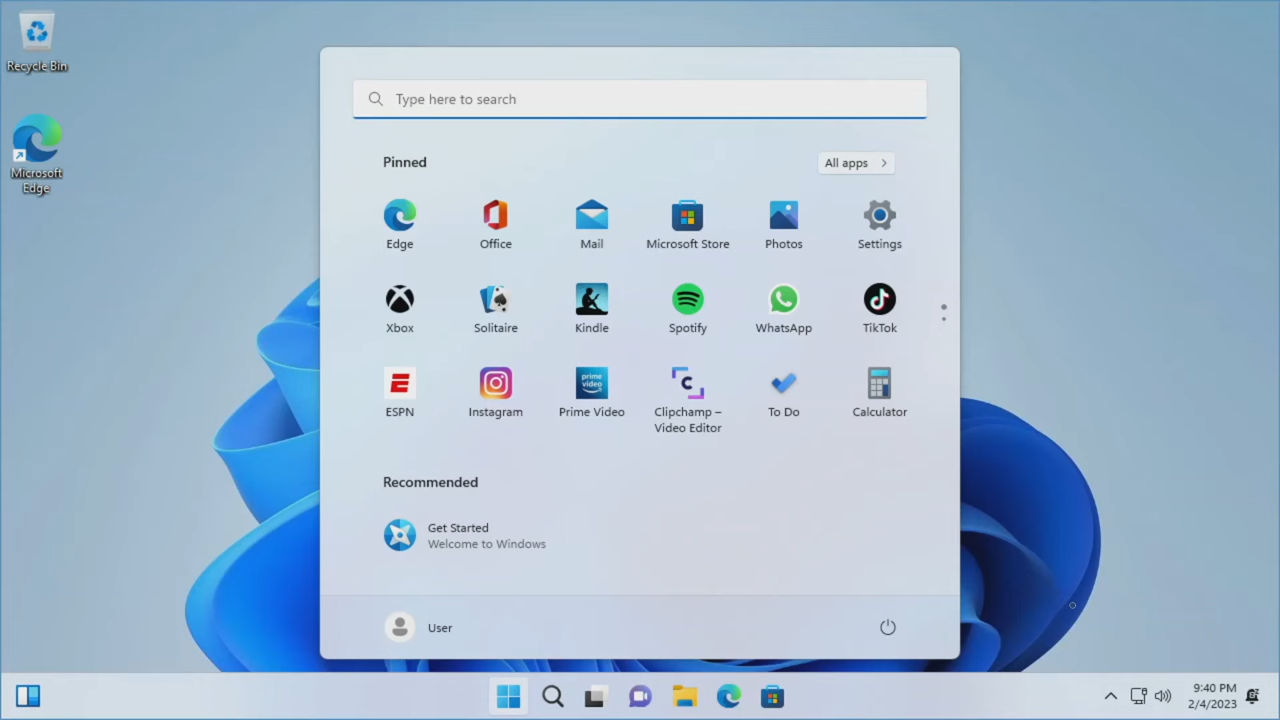 Recycle Bin
Microsoft
Edge
Type here to search
Pinned
All apps
Edge
Office
Mail
Microsoft Store
Photos
Settings
Xbox
Solitaire
Kindle
Spotify
WhatsApp
TikTok
ESPN
Instagram
prime
video
Prime Video
C
Clipchamp –
Video Editor
To Do
Calculator
Recommended
Get Started
Welcome to Windows
User
9:40 PM
2/4/2023